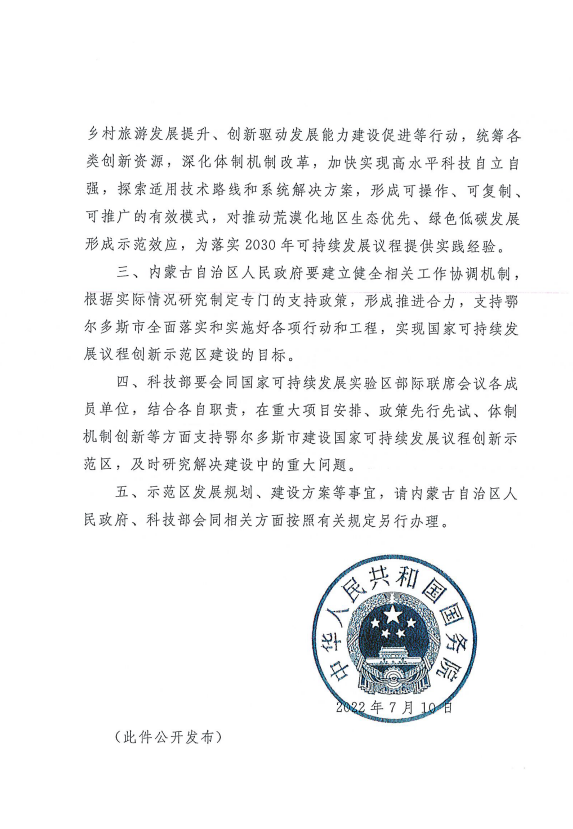 乡村旅游发展提升、创新驱动发展能力建设促进等行动，统筹各
类创新资源，深化体制机制改革，加快实现高水平科技自立自
强，探索适用技术路线和系统解决方案，形成可操作、可复制、
可推广的有效模式，对推动荒漠化地区生态优先、绿色低碳发展
形成示范效应，为落实2030年可持续发展议程提供实践经验。
三、内蒙古自治区人民政府要建立健全相关工作协调机制，
根据实际情况研究制定专门的支持政策，形成推进合力，支持鄂
尔多斯市全面落实和实施好各项行动和工程，实现国家可持续发
展议程创新示范区建设的目标。
四、科技部要会同国家可持续发展实验区部际联席会议各成
员单位，结合各自职责，在重大项目安排、政策先行先试、体制
机制创新等方面支持鄂尔多斯市建设国家可持续发展议程创新示
范区，及时研究解决建设中的重大问题。
五、示范区发展规划、建设方案等事宜，请内蒙古自治区人
民政府、科技部会同相关方面按照有关规定另行办理。
中华人民共和国国务院
2022年7月10日
（此件公开发布）